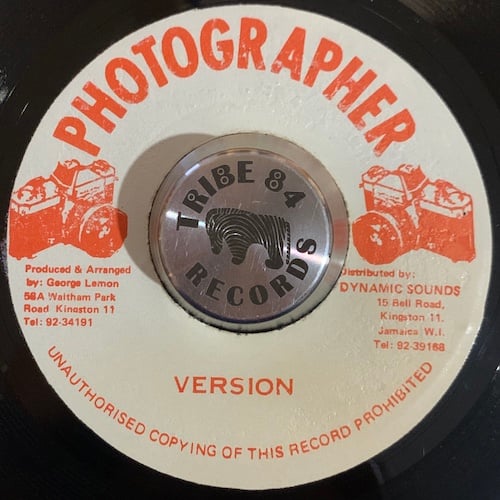 PHOTOGRAPHER
TRIBE 84
RECORDS
Produced & Arranged
by: George Lemon
56A Waltham Park
Road Kingston 11
Tel: 92-34191
Distributed by:
DYNAMIC SOUNDS
15 Bell Road,
Kingston 11.
Jamaica W.I.
Tel: 92-39168
VERSION
UNAUTHORISED COPYING OF THIS RECORD PROHIBITED